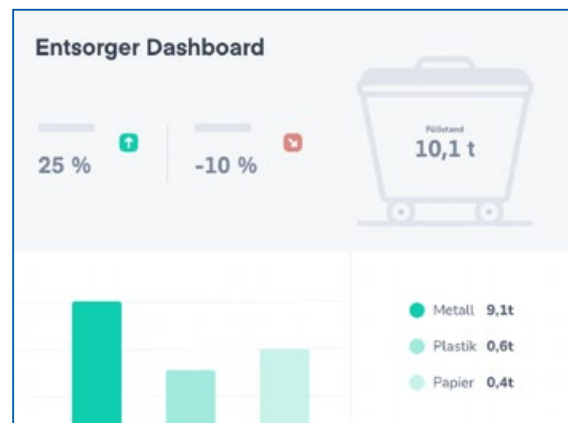 Entsorger Dashboard
Füllstand
10,1 t
25 %
-10 %
Metall 9,1t
Plastik 0,6t
Papier 0,4t